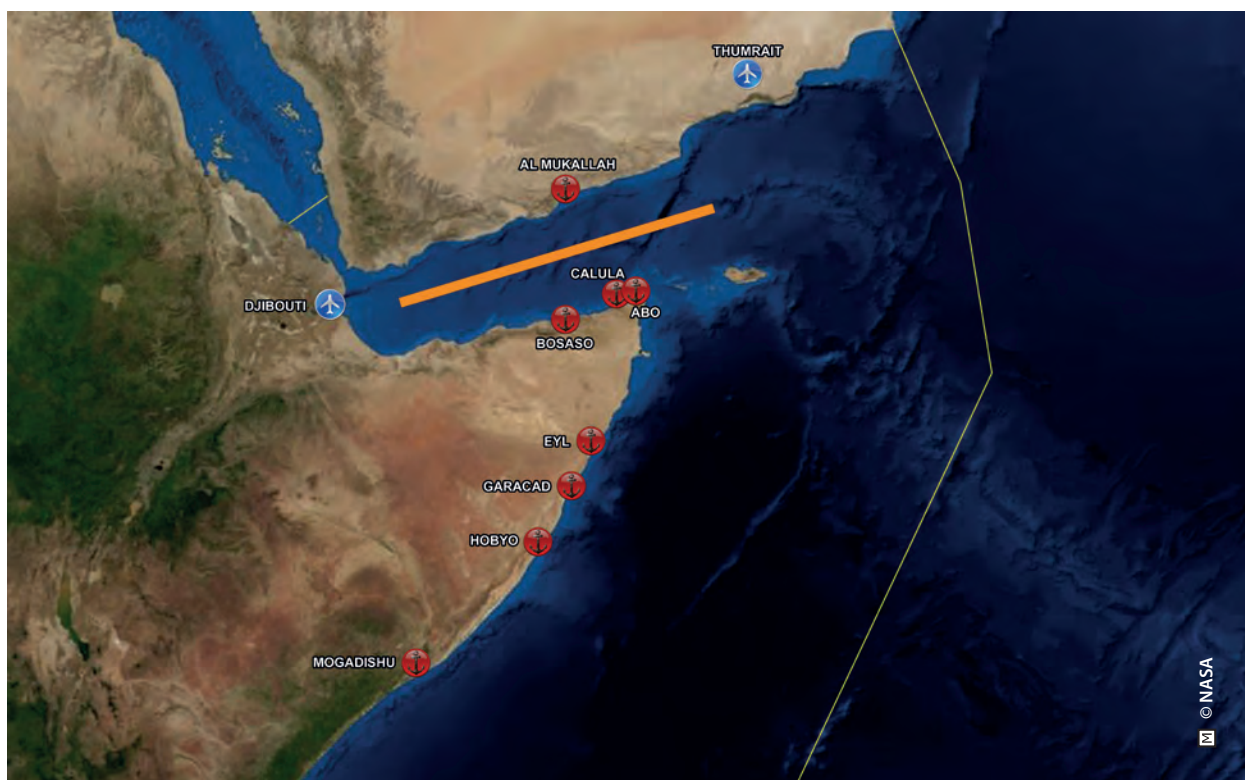 THUMRAIT
AL MUKALLAH
CALULA
DJIBOUTI
ABO
BOSASO
EYL
GARACAD
HOBYO
MOGADISHU
M © NASA